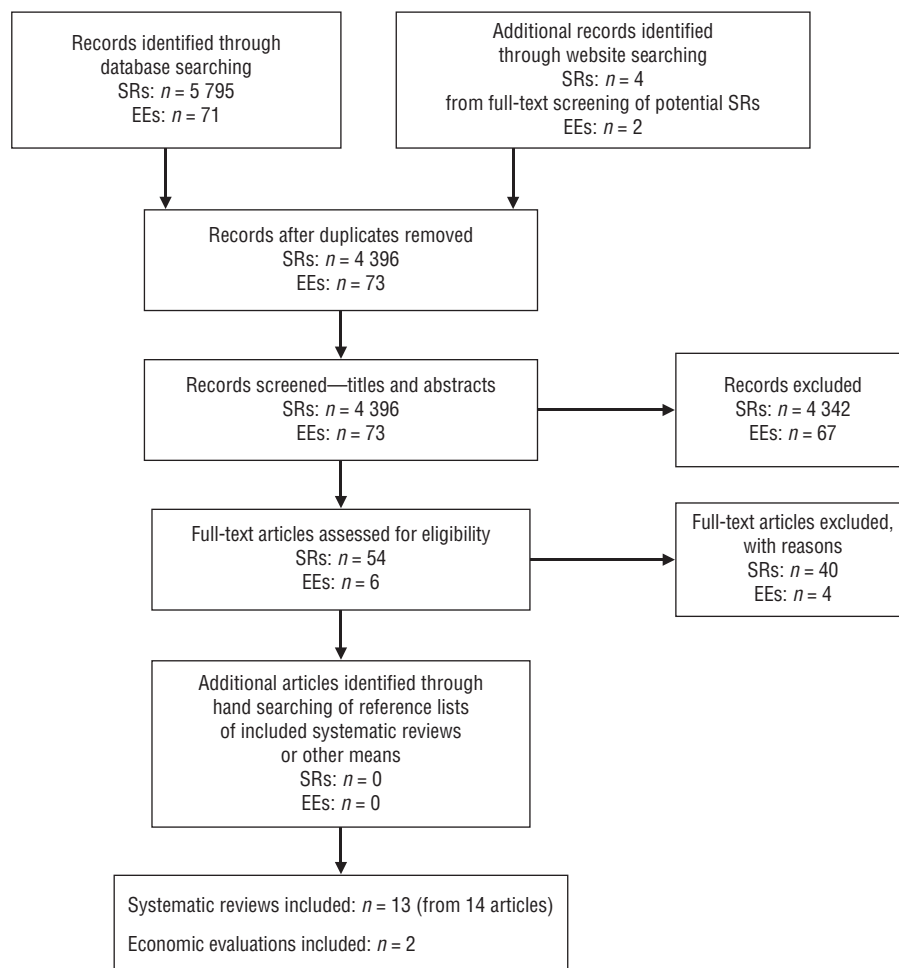 Records identified through
database searching
SRs: n = 5 795
EEs: n = 71
Additional records identified
through website searching
SRs: n = 4
from full-text screening of potential SRs
EEs: n = 2
Records after duplicates removed
SRs: n = 4 396
EEs: n = 73
Records screened—titles and abstracts
SRs: n = 4 396
EEs: n = 73
Records excluded
SRs: n = 4 342
EEs: n = 67
Full-text articles assessed for eligibility
SRs: n = 54
EEs: n = 6
Full-text articles excluded,
with reasons
SRs: n = 40
EEs: n = 4
Additional articles identified through
hand searching of reference lists
of included systematic reviews
or other means
SRs: n = 0
EEs: n = 0
Systematic reviews included: n = 13 (from 14 articles)
Economic evaluations included: n = 2